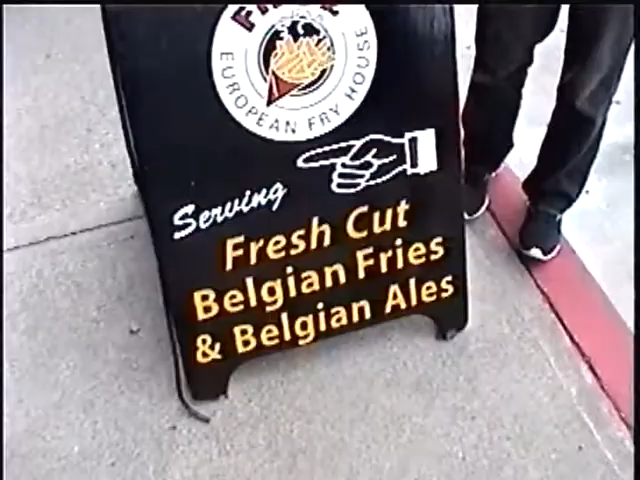 EUROPEAN FRY HOUSE
Serving
Fresh Cut
Belgian Fries
& Belgian Ales